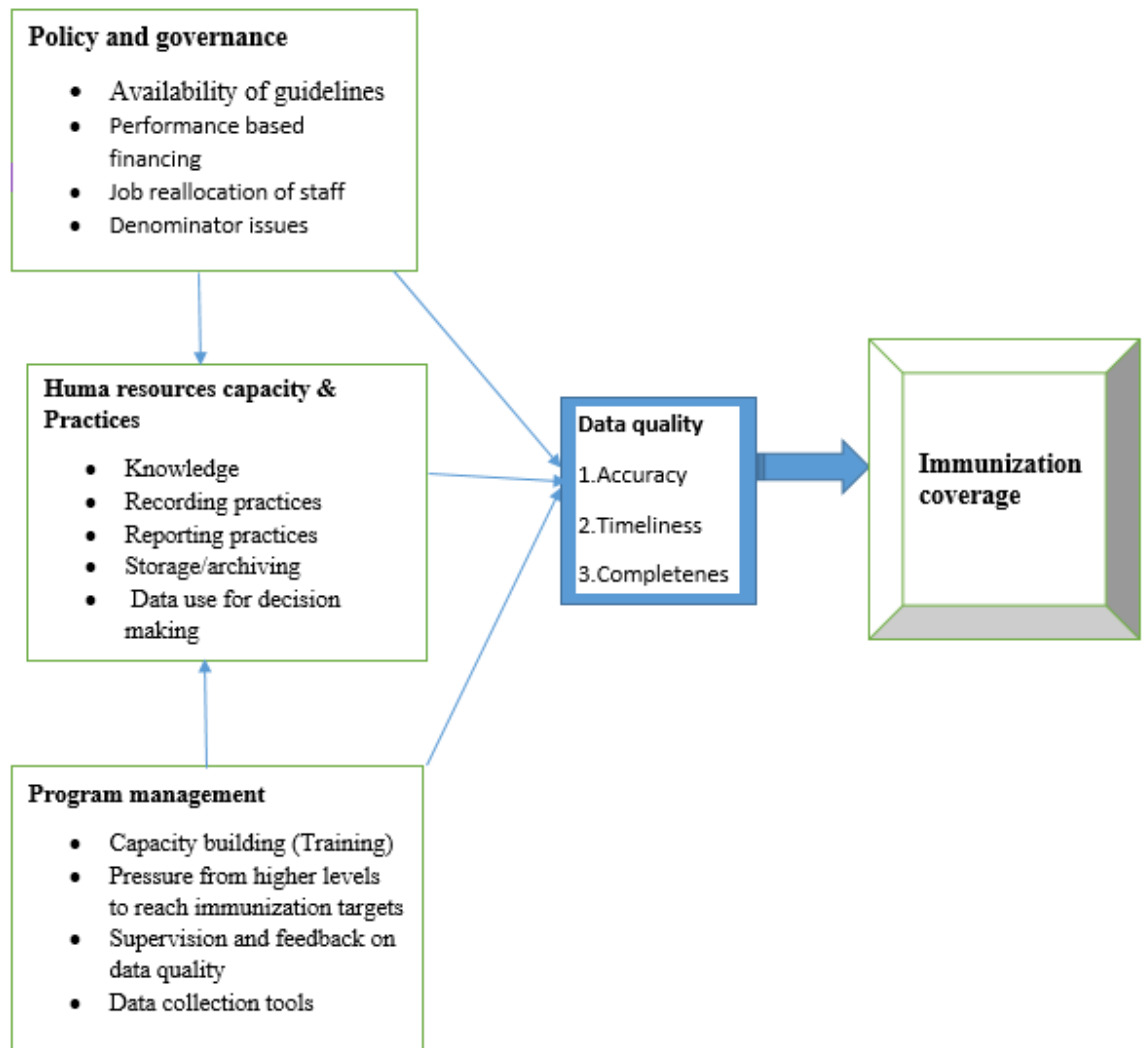 Policy and governance
• Availability of guidelines
• Performance based
financing
• Job reallocation of staff
• Denominator issues
Huma resources capacity &
Practices
• Knowledge
• Recording practices
• Reporting practices
• Storage/archiving
• Data use for decision
making
Program management
• Capacity building (Training)
• Pressure from higher levels
to reach immunization targets
• Supervision and feedback on
data quality
• Data collection tools
Data quality
1.Accuracy
2.Timeliness
3.Completenes
Immunization
coverage